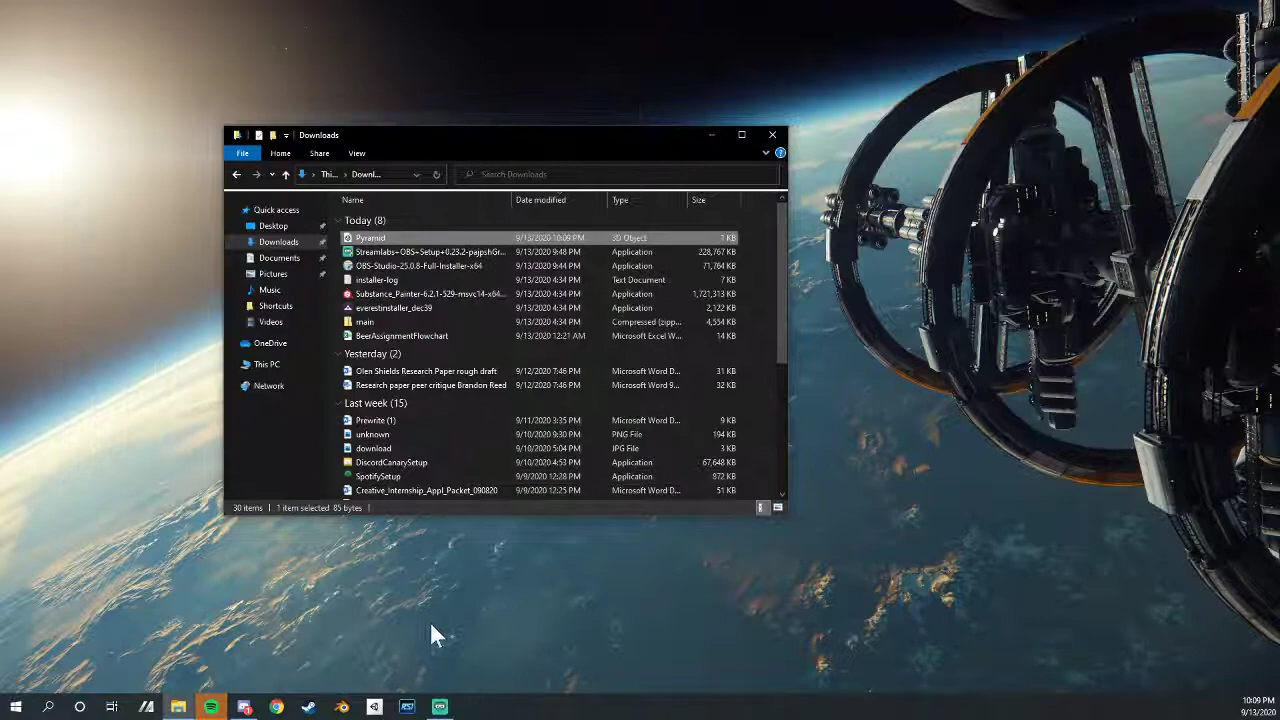 Downloads
File Home Share View
Thi... Downl... Search Downloads
Name Date modified Type Size
Quick access
Desktop
Downloads
Documents
Pictures
Music
Shortcuts
Videos
OneDrive
This PC
Network
Today (8)
Pyramid 9/13/2020 10:09 PM 3D Object 1 KB
Streamlabs+OBS+Setup+0.23.2-pajpshGr... 9/13/2020 9:48 PM Application 228,767 KB
OBS-Studio-25.0.8-Full-Installer-x64 9/13/2020 9:44 PM Application 71,764 KB
installer-log 9/13/2020 4:34 PM Text Document 7 KB
Substance_Painter-6.2.1-529-msvc14-x64... 9/13/2020 4:34 PM Application 1,721,313 KB
everestinstaller_dec39 9/13/2020 4:34 PM Application 2,122 KB
main 9/13/2020 4:34 PM Compressed (zipp... 4,554 KB
BeerAssignmentFlowchart 9/13/2020 12:21 AM Microsoft Excel W... 14 KB
Yesterday (2)
Olen Shields Research Paper rough draft 9/12/2020 7:46 PM Microsoft Word D... 31 KB
Research paper peer critique Brandon Reed 9/12/2020 7:46 PM Microsoft Word 9... 32 KB
Last week (15)
Prewrite (1) 9/11/2020 3:35 PM Microsoft Word D... 9 KB
unknown 9/10/2020 9:30 PM PNG File 194 KB
download 9/10/2020 5:04 PM JPG File 3 KB
DiscordCanarySetup 9/10/2020 4:53 PM Application 67,648 KB
SpotifySetup 9/9/2020 12:28 PM Application 972 KB
Creative_Internship_Appl_Packet_090820 9/9/2020 12:25 PM Microsoft Word D... 51 KB
30 items 1 item selected 85 bytes
RSI
10:09 PM
9/13/2020